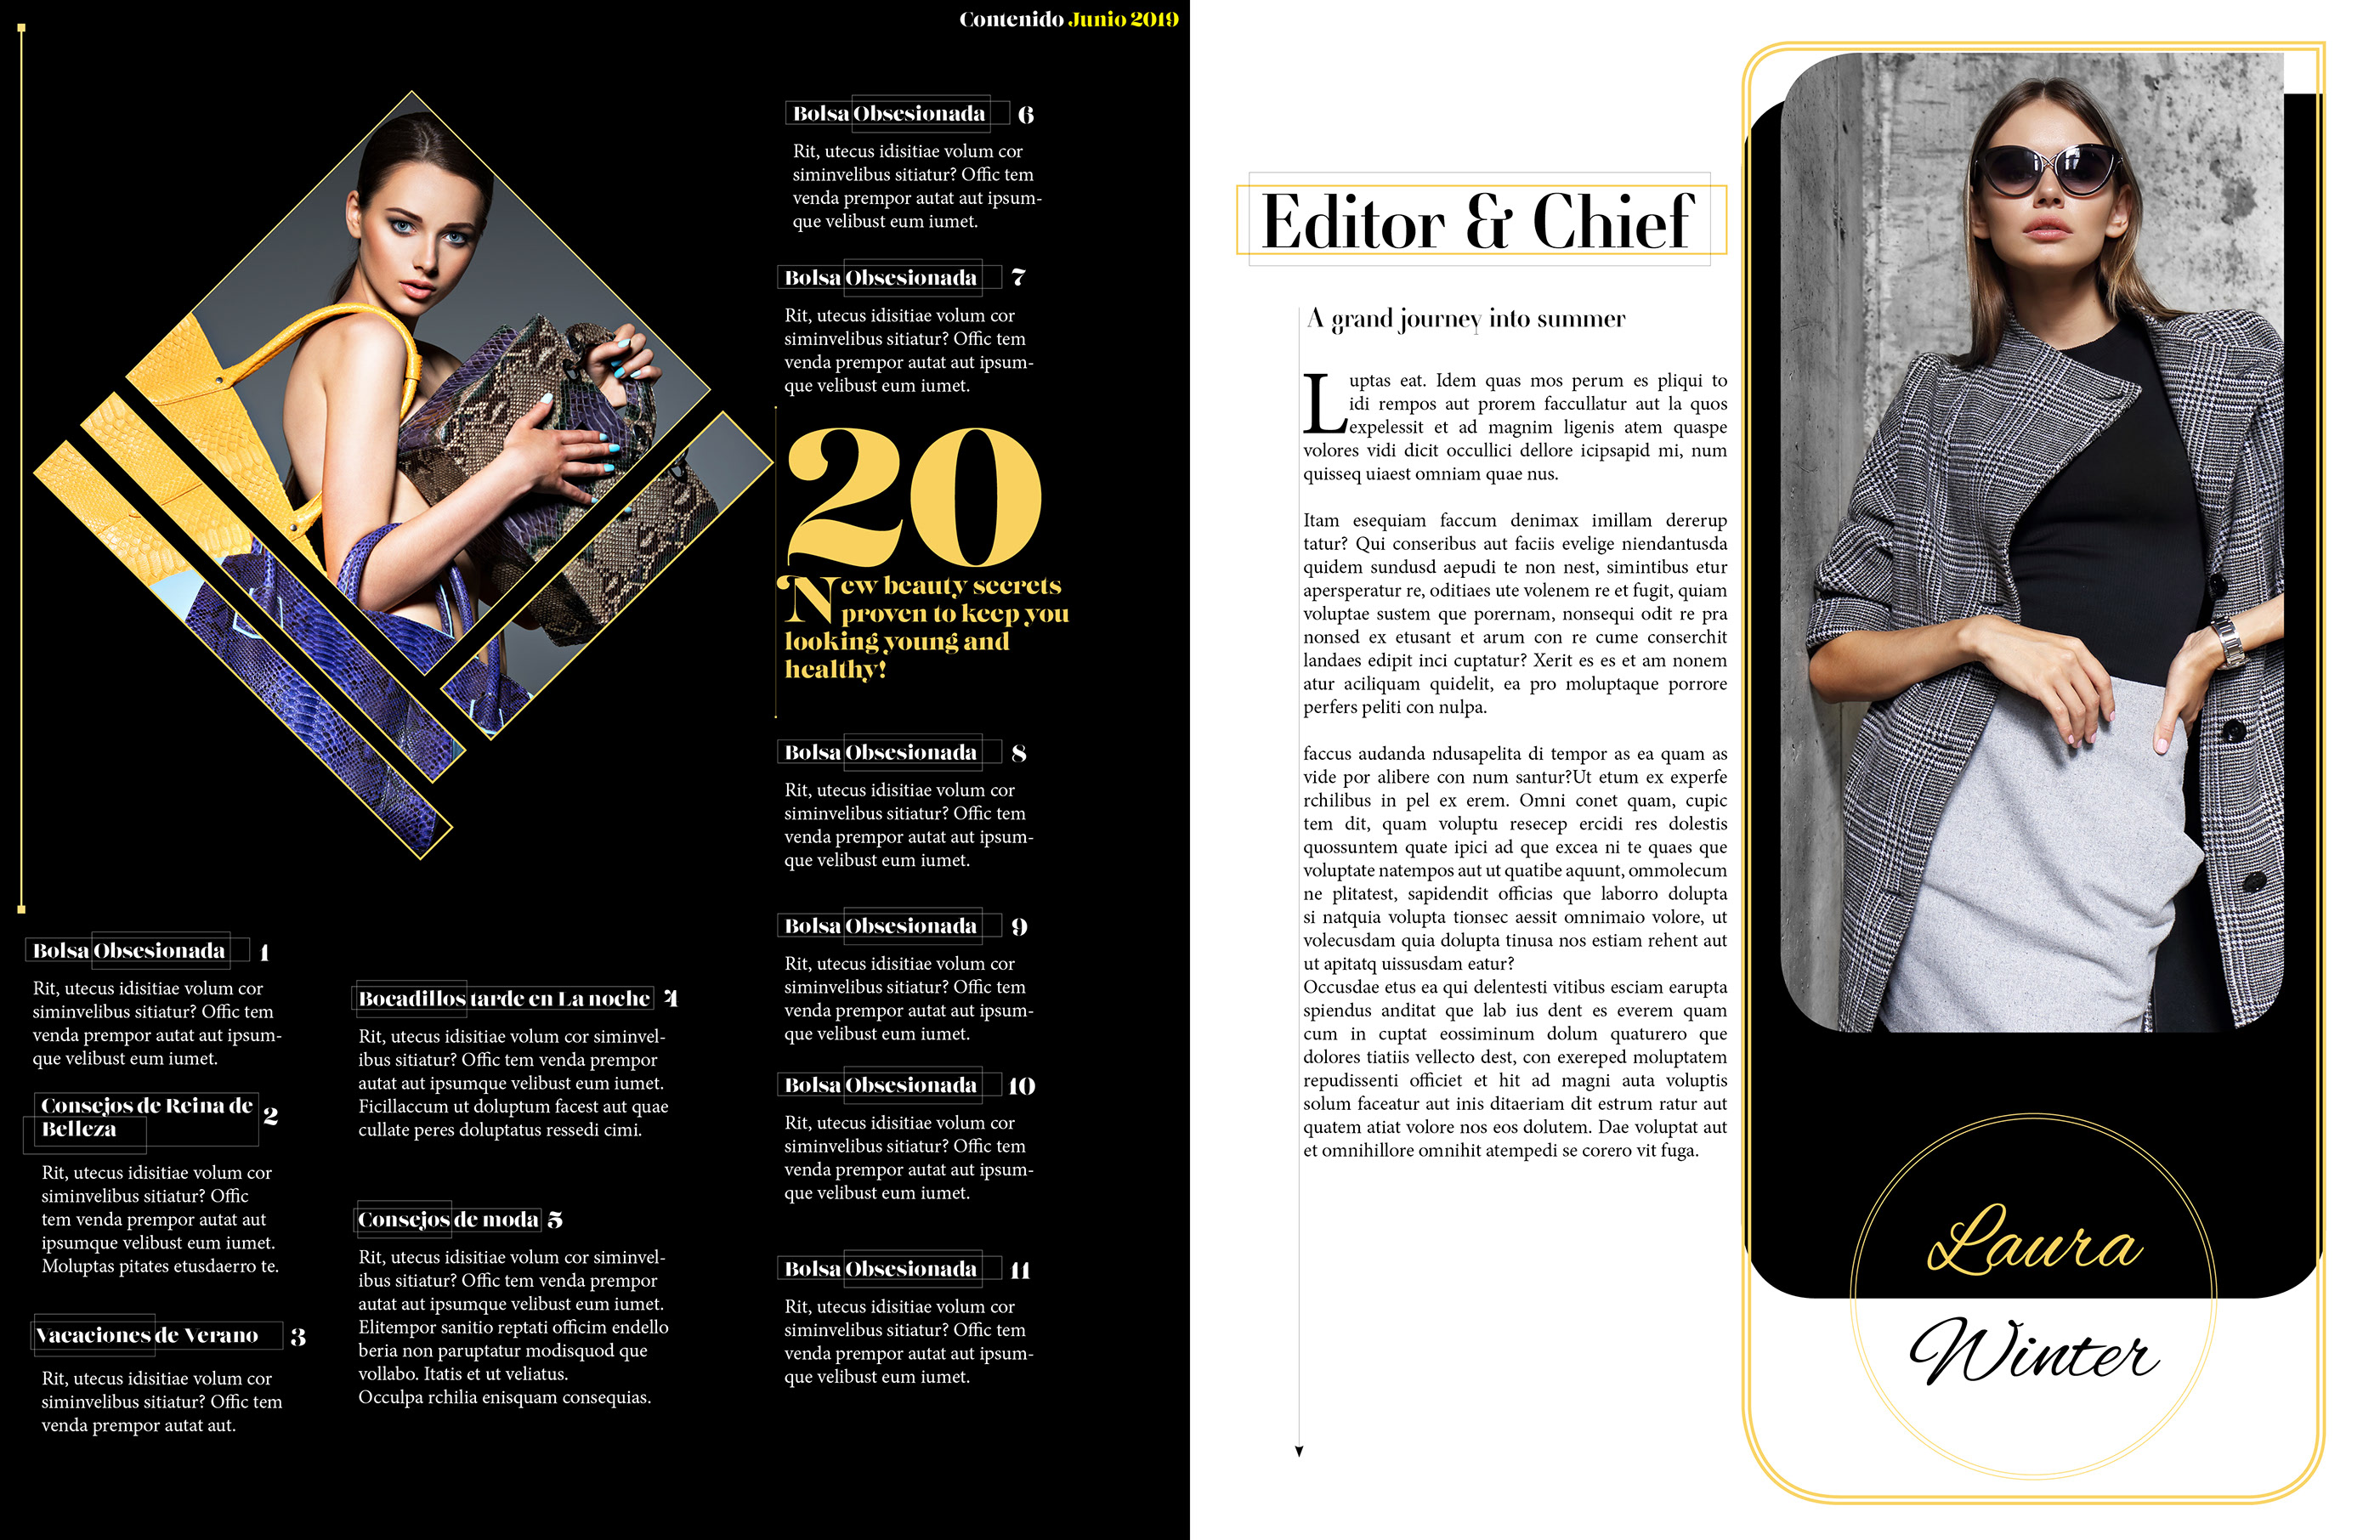 Contenido Junio 2019
Bolsa Obsesionada 1
Rit, utecus idisitiae volum cor
siminvelibus sitiatur? Offic tem
venda prempor autat aut ipsum-
que velibust eum iumet.
Consejos de Reina de
Belleza 2
Rit, utecus idisitiae volum cor
siminvelibus sitiatur? Offic
tem venda prempor autat aut
ipsumque velibust eum iumet.
Moluptas pitates etusdaerro te.
Vacaciones de Verano 3
Rit, utecus idisitiae volum cor
siminvelibus sitiatur? Offic tem
venda prempor autat aut.
Bocadillos tarde en La noche 4
Rit, utecus idisitiae volum cor siminvel-
ibus sitiatur? Offic tem venda prempor
autat aut ipsumque velibust eum iumet.
Ficillaccum ut doluptum facest aut quae
cullate peres doluptatus ressedi cimi.
Consejos de moda 5
Rit, utecus idisitiae volum cor siminvel-
ibus sitiatur? Offic tem venda prempor
autat aut ipsumque velibust eum iumet.
Elitempor sanitio reptati officim endello
beria non paruptatur modisquod que
vollabo. Itatis et ut veliatus.
Occulpa rchilia enisquam consequias.
Bolsa Obsesionada 6
Rit, utecus idisitiae volum cor
siminvelibus sitiatur? Offic tem
venda prempor autat aut ipsum-
que velibust eum iumet.
Bolsa Obsesionada 7
Rit, utecus idisitiae volum cor
siminvelibus sitiatur? Offic tem
venda prempor autat aut ipsum-
que velibust eum iumet.
20
New beauty secrets
proven to keep you
looking young and
healthy!
Bolsa Obsesionada 8
Rit, utecus idisitiae volum cor
siminvelibus sitiatur? Offic tem
venda prempor autat aut ipsum-
que velibust eum iumet.
Bolsa Obsesionada 9
Rit, utecus idisitiae volum cor
siminvelibus sitiatur? Offic tem
venda prempor autat aut ipsum-
que velibust eum iumet.
Bolsa Obsesionada 10
Rit, utecus idisitiae volum cor
siminvelibus sitiatur? Offic tem
venda prempor autat aut ipsum-
que velibust eum iumet.
Bolsa Obsesionada 11
Rit, utecus idisitiae volum cor
siminvelibus sitiatur? Offic tem
venda prempor autat aut ipsum-
que velibust eum iumet.
Editor & Chief
A grand journey into summer
Luptas eat. Idem quas mos perum es pliqui to
idi rempos aut prorem faccullatur aut la quos
expelessit et ad magnim ligenis atem quaspe
volores vidi dicit occullici dellore icipsapid mi, num
quisseq uiaest omniam quae nus.
Itam esequiam faccum denimax imillam dererup
tatur? Qui conseribus aut faciis evelige niendantusda
quidem sundusd aepudi te non nest, simintibus etur
apersperatur re, oditiaes ute volenem re et fugit, quiam
voluptae sustem que porernam, nonsequi odit re pra
nonsed ex etusant et arum con re cume conserchit
landaes edipit inci cuptatur? Xerit es es et am nonem
atur aciliquam quidelit, ea pro moluptaque porrore
perfers peliti con nulpa.
faccus audanda ndusapelita di tempor as ea quam as
vide por alibere con num santur?Ut etum ex experfe
rchilibus in pel ex erem. Omni conet quam, cupic
tem dit, quam voluptu resecep ercidi res dolestis
quossuntem quate ipici ad que excea ni te quaes que
voluptate natempos aut ut quatibe aquunt, ommolecum
ne plitatest, sapidendit officias que laborro dolupta
si natquia volupta tionsec aessit omnimaio volore, ut
volecusdam quia dolupta tinusa nos estiam rehent aut
ut apitatq uissusdam eatur?
Occusdae etus ea qui delentesti vitibus esciam earupta
spiendus anditat que lab ius dent es everem quam
cum in cuptat eossiminum dolum quaturero que
dolores tiatiis vellecto dest, con exereped moluptatem
repudissenti officiet et hit ad magni auta voluptis
solum faceatur aut inis ditaeriam dit estrum ratur aut
quatem atiat volore nos eos dolutem. Dae voluptat aut
et omnihillore omnihit atempedi se corero vit fuga.
Laura
Winter